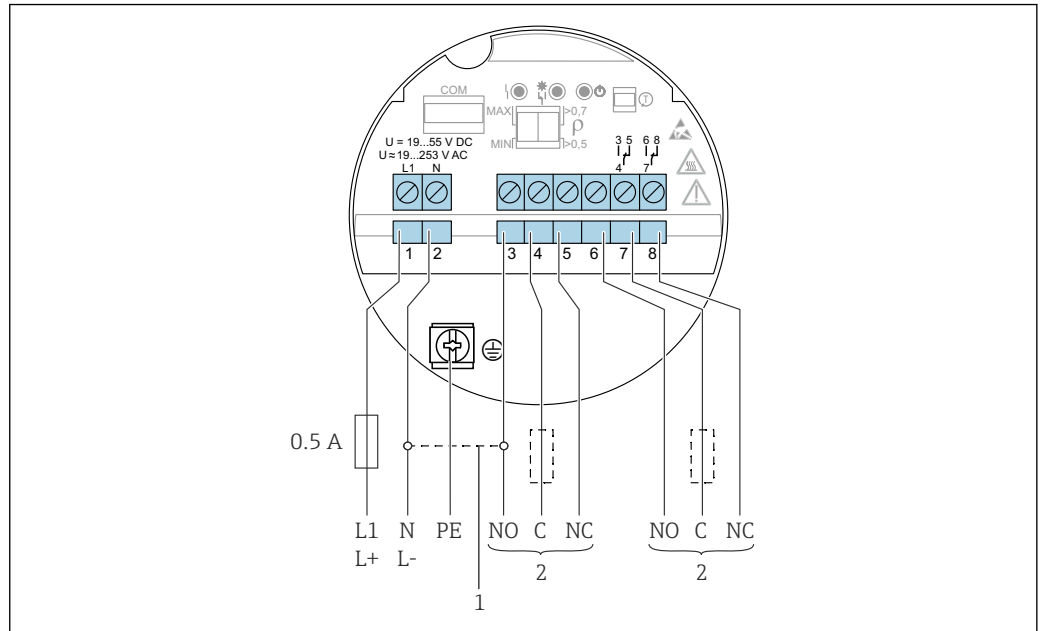 COM
MAX
>0,7
ρ
MIN
>0,5
T
U = 19...55 V DC
U ≈ 19...253 V AC
L1 N
3 5
4
6 8
7
1 2 3 4 5 6 7 8
0.5 A
L1 N PE NO C NC NO C NC
L+ L-
2 2
1